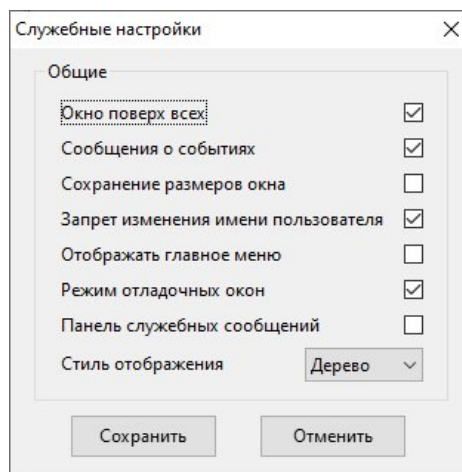 Служебные настройки
Общие
Окно поверх всех
Сообщения о событиях
Сохранение размеров окна
Запрет изменения имени пользователя
Отображать главное меню
Режим отладочных окон
Панель служебных сообщений
Стиль отображения Дерево
Сохранить Отменить